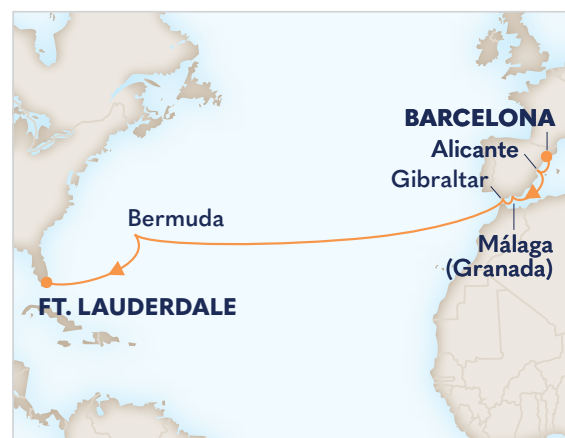 BARCELONA
Alicante
Gibraltar
Bermuda
Málaga
(Granada)
FT. LAUDERDALE